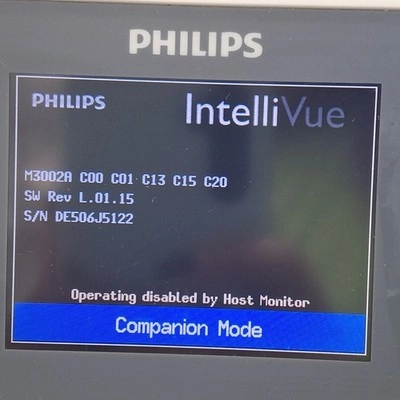 PHILIPS
PHILIPS IntelliVue
M3002A C00 C01 C13 C15 C20
SW Rev L.01.15
S/N DE506J5122
Operating disabled by Host Monitor
Companion Mode